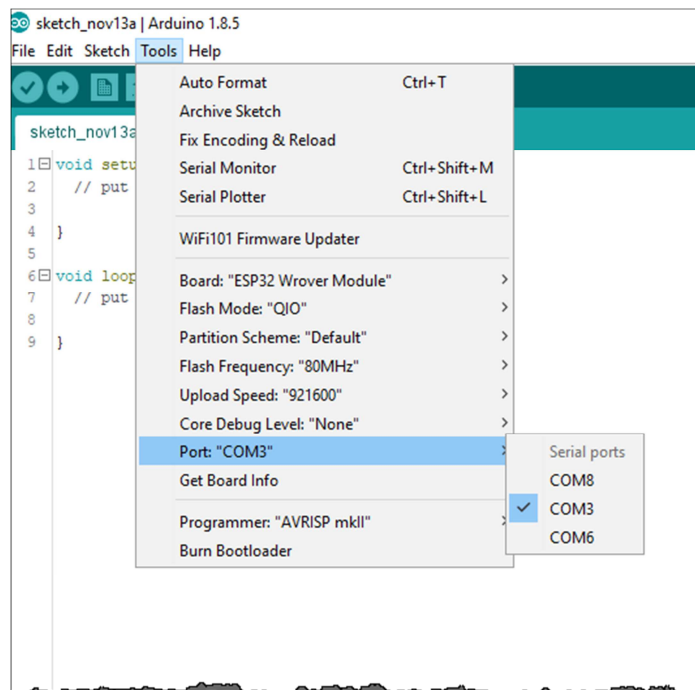 sketch_nov13a | Arduino 1.8.5
File Edit Sketch Tools Help
sketch_nov13a
1 void setu
2 // put
3
4 }
5
6 void loop
7 // put
8
9 }
Auto Format Ctrl+T
Archive Sketch
Fix Encoding & Reload
Serial Monitor Ctrl+Shift+M
Serial Plotter Ctrl+Shift+L
WiFi101 Firmware Updater
Board: "ESP32 Wrover Module"
Flash Mode: "QIO"
Partition Scheme: "Default"
Flash Frequency: "80MHz"
Upload Speed: "921600"
Core Debug Level: "None"
Port: "COM3"
Get Board Info
Programmer: "AVRISP mkII"
Burn Bootloader
Serial ports
COM8
COM3
COM6